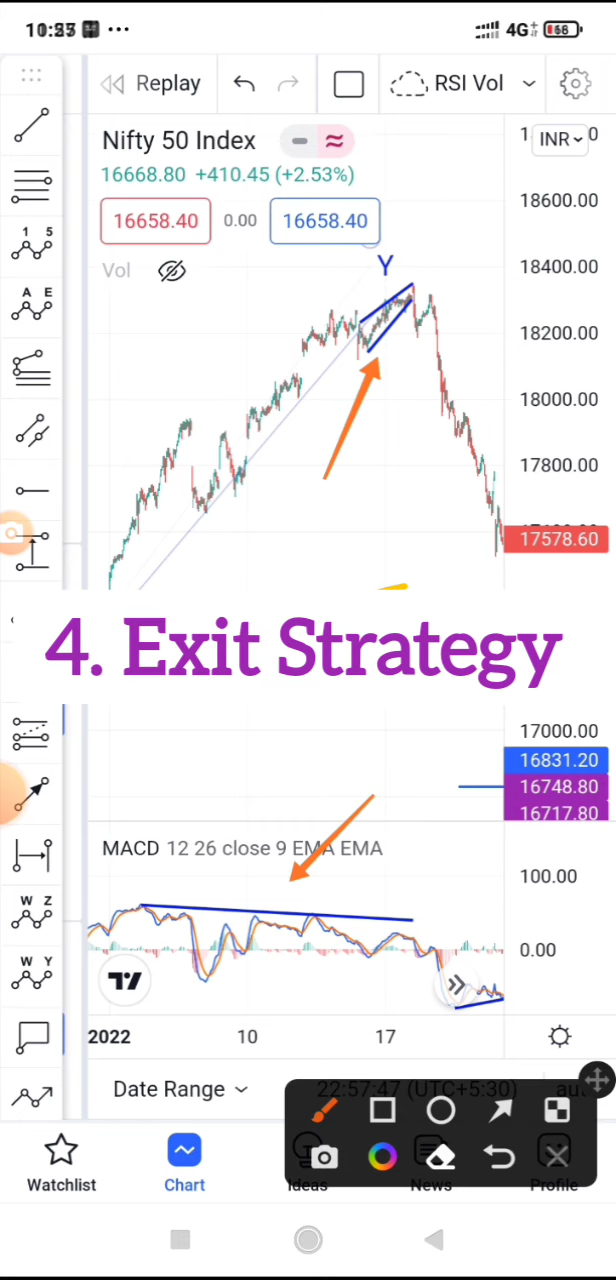 4G+ 66
Replay RSI Vol
Nifty 50 Index INR
16668.80 +410.45 (+2.53%)
16658.40 0.00 16658.40
Vol
1 5
A E
Y
18600.00
18400.00
18200.00
18000.00
17800.00
17578.60
4. Exit Strategy
17000.00
16831.20
16748.80
16717.80
MACD 12 26 close 9 EMA EMA
100.00
0.00
W Z
W Y
2022 10 17
Date Range 22:57:47 (UTC+5:30)
Watchlist Chart Ideas News Profile